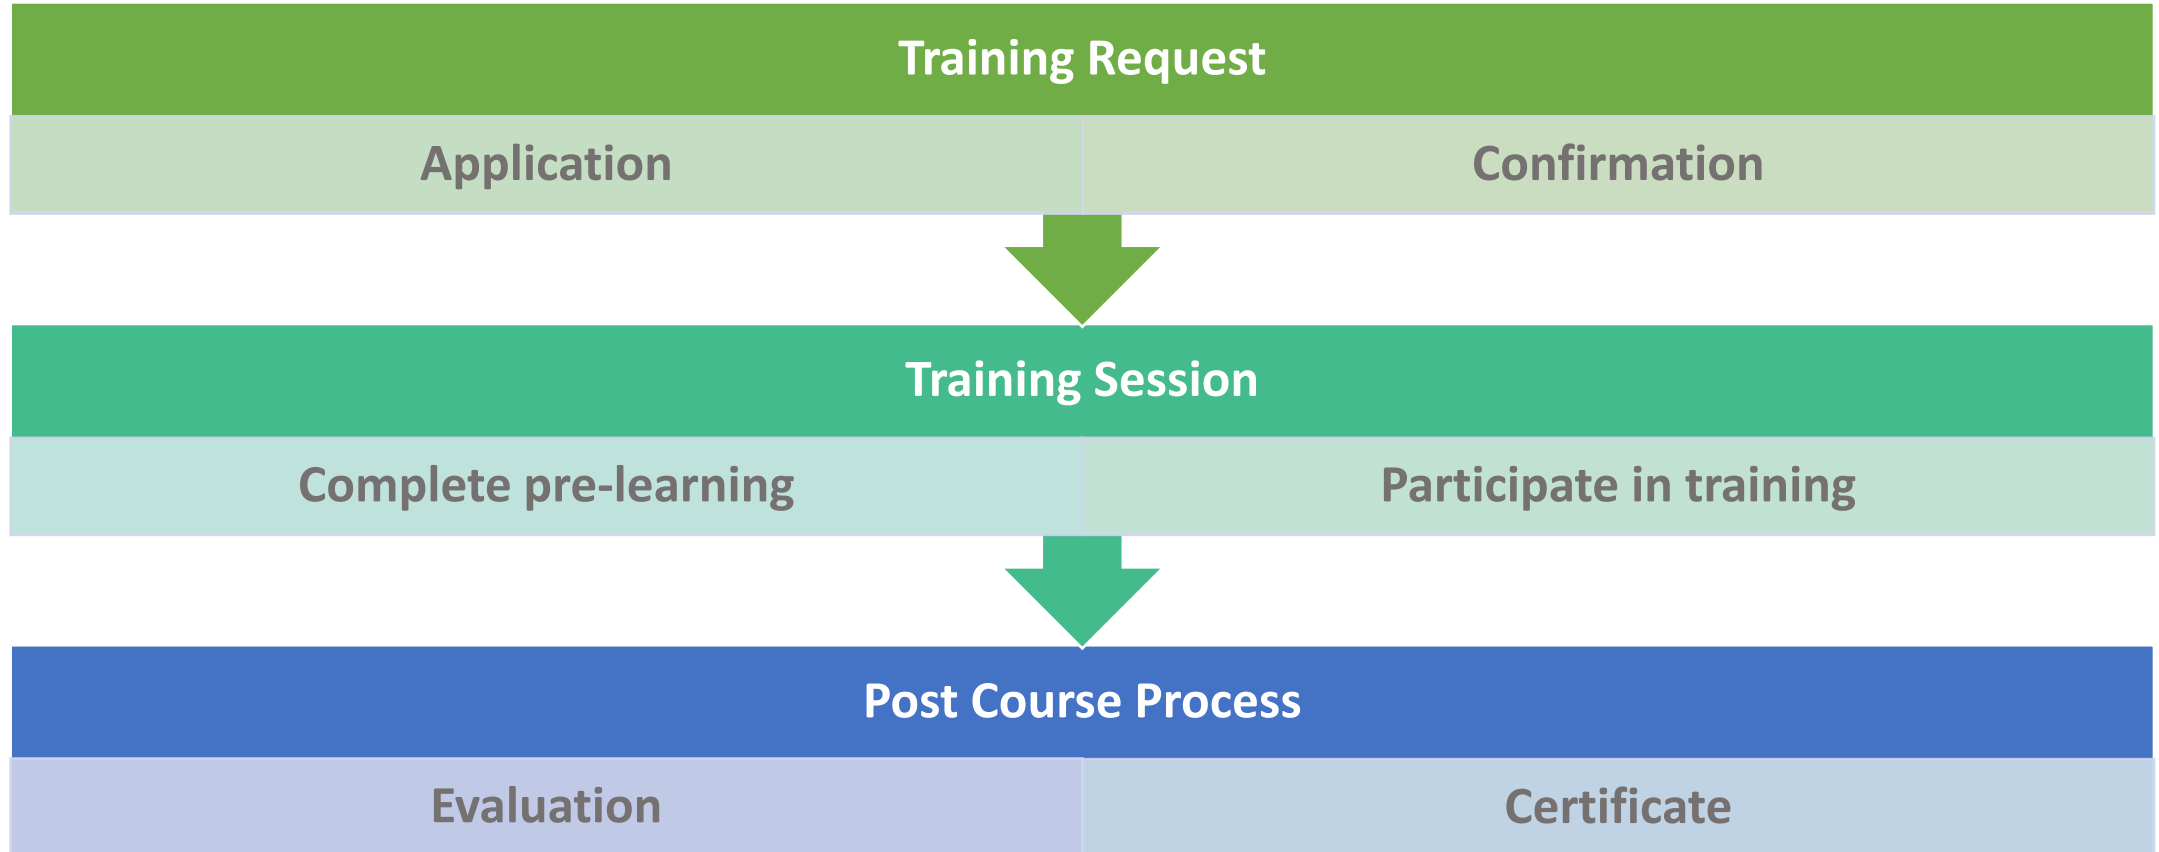 Training Request
Application
Confirmation
Training Session
Complete pre-learning
Participate in training
Post Course Process
Evaluation
Certificate